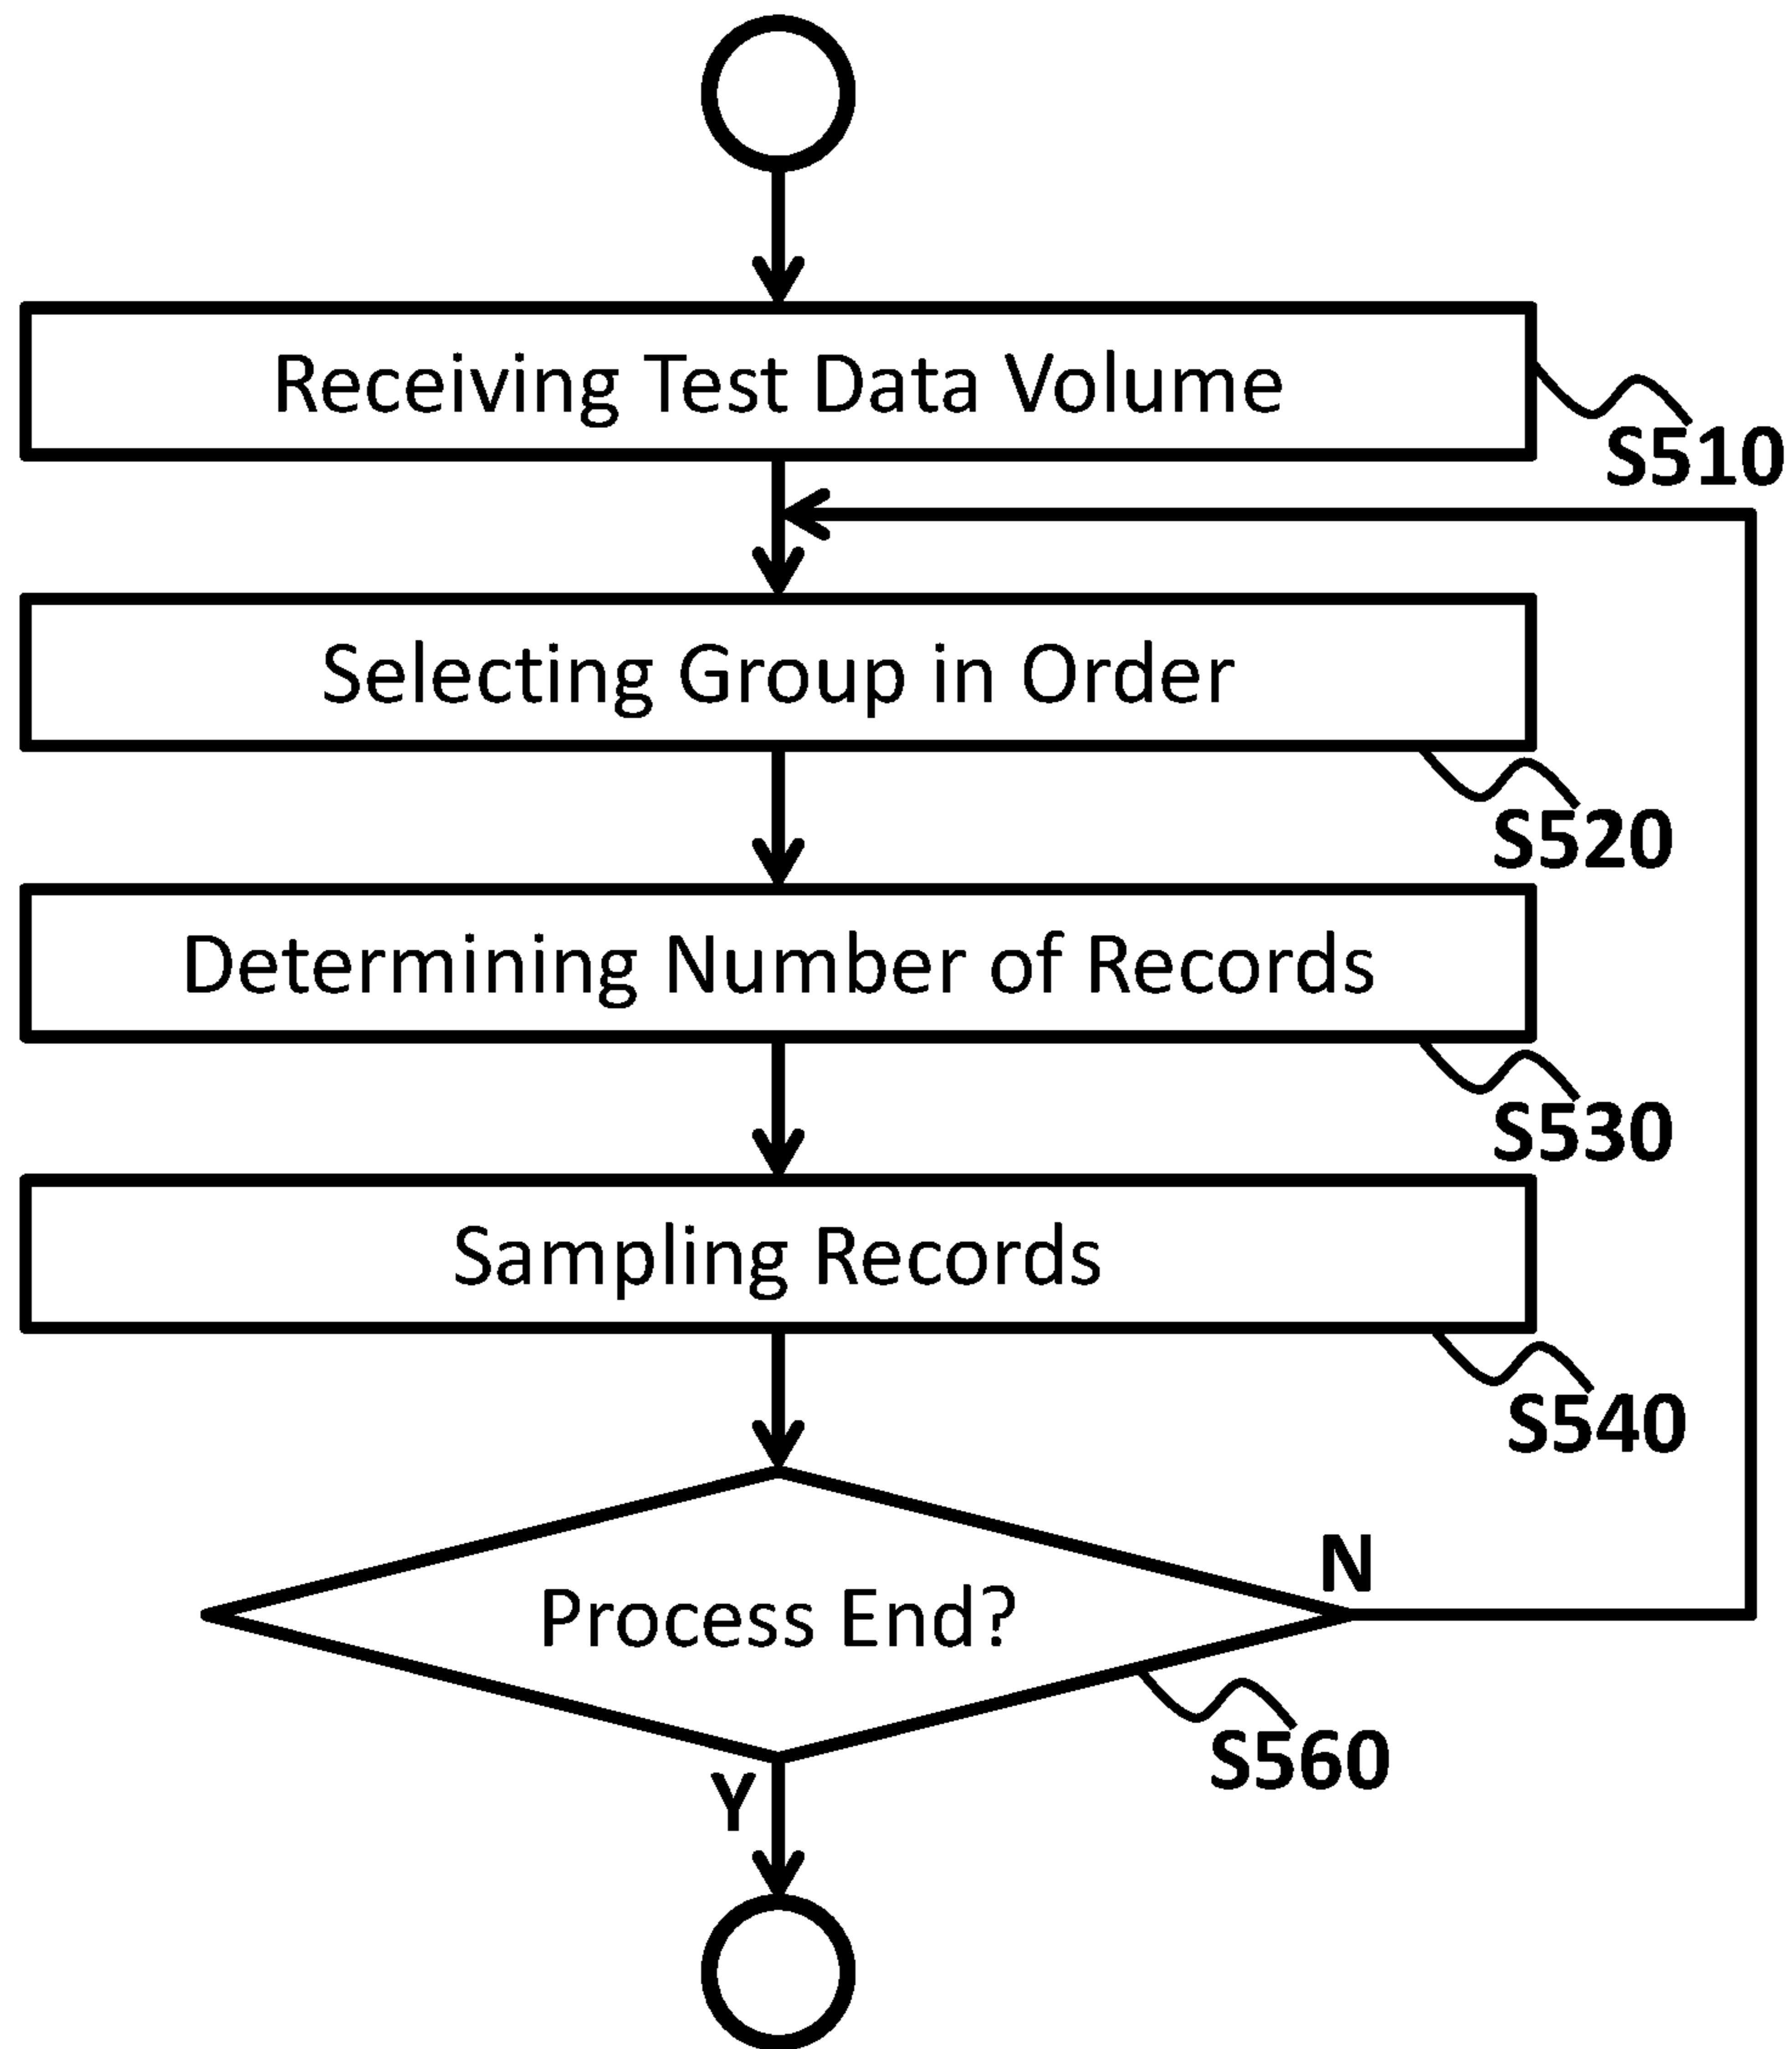 Receiving Test Data Volume
S510
Selecting Group in Order
S520
Determining Number of Records
S530
Sampling Records
S540
N
Process End?
S560
Y